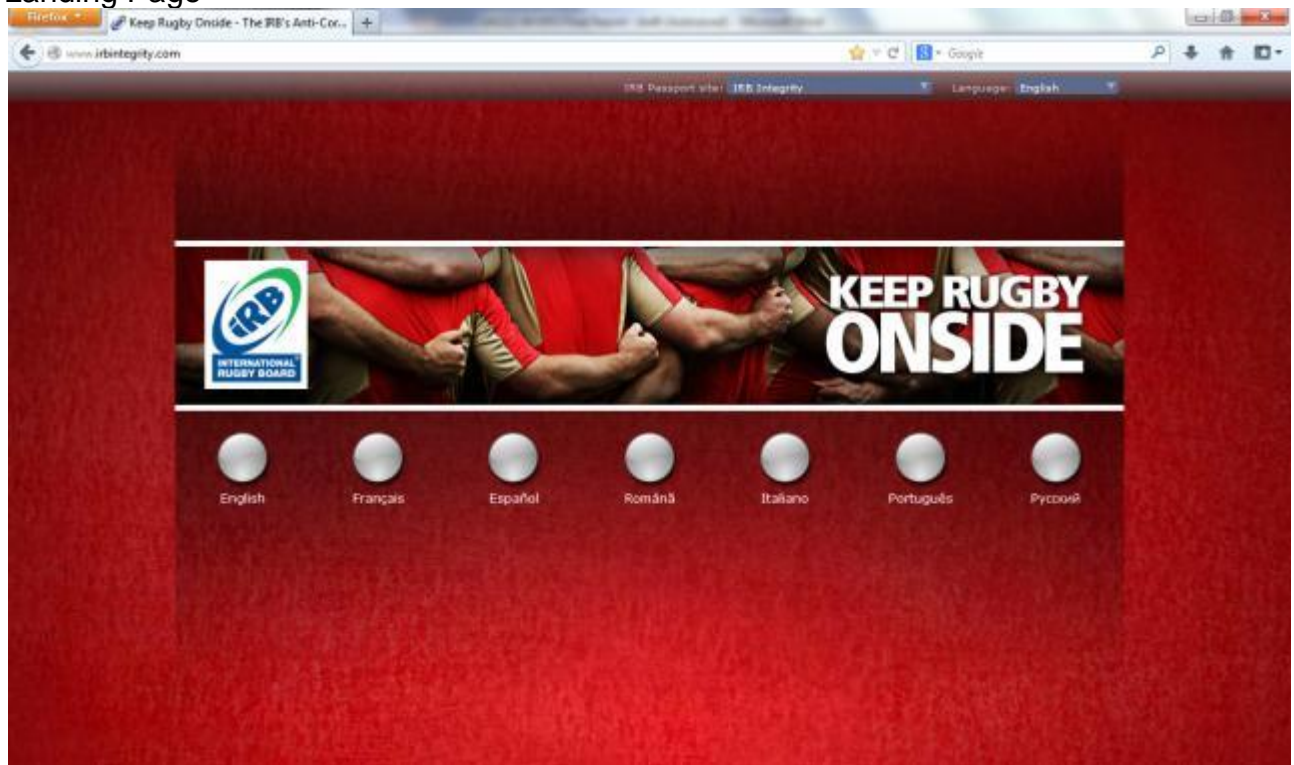 Landing Page
Firefox
Keep Rugby Onside - The IRB's Anti-Cor...
www.irbintegrity.com
Google
IRB Passport site: IRB Integrity Language: English
KEEP RUGBY
ONSIDE
iRB
INTERNATIONAL
RUGBY BOARD
English Français Español Română Italiano Português Русский